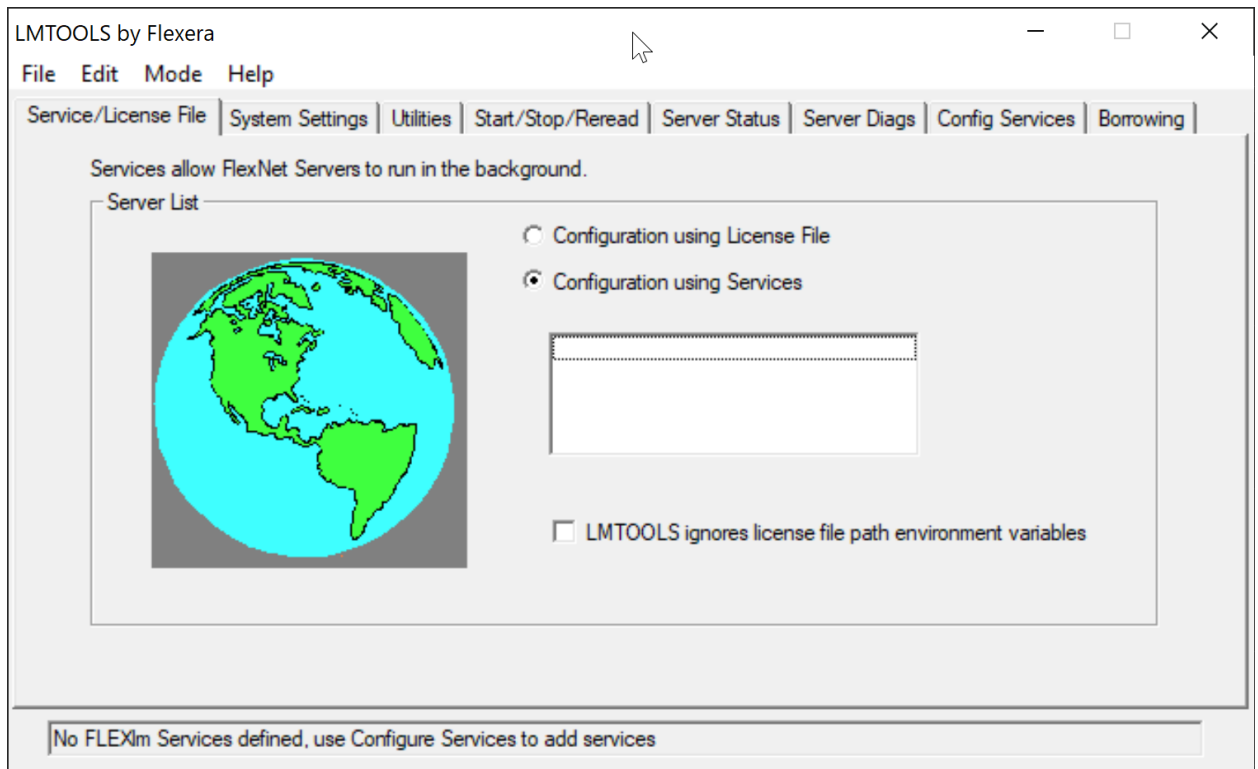 LMTOOLS by Flexera
File Edit Mode Help
Service/License File System Settings Utilities Start/Stop/Reread Server Status Server Diags Config Services Borrowing
Services allow FlexNet Servers to run in the background.
Server List
Configuration using License File
Configuration using Services
LMTOOLS ignores license file path environment variables
No FLEXlm Services defined, use Configure Services to add services